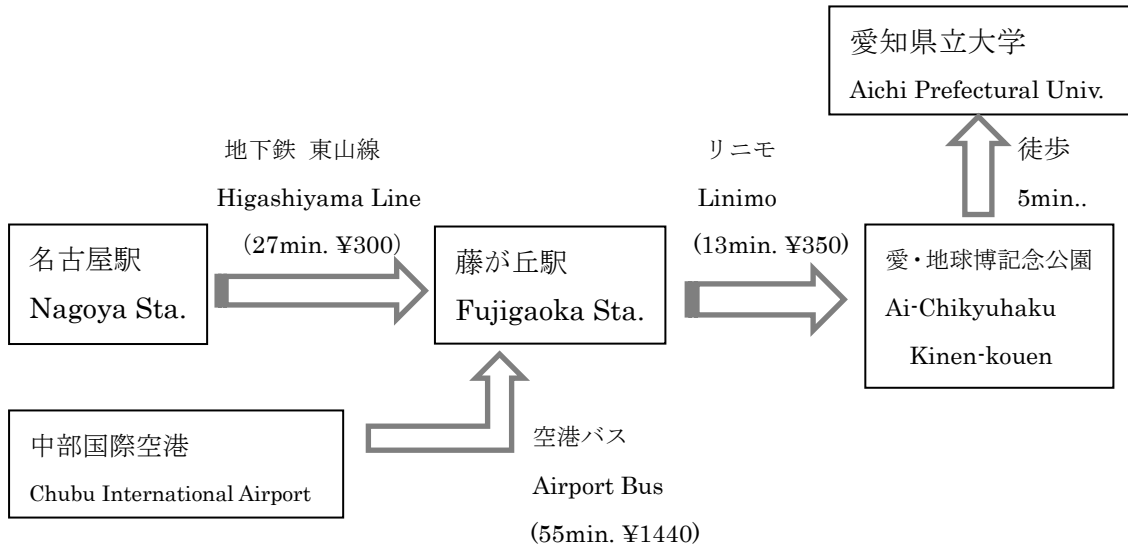 愛知県立大学
Aichi Prefectural Univ.
地下鉄 東山線
Higashiyama Line
(27min. ¥300)
リニモ
Linimo
(13min. ¥350)
徒歩
5min..
名古屋駅
Nagoya Sta.
藤が丘駅
Fujigaoka Sta.
愛・地球博記念公園
Ai-Chikyuhaku
Kinen-kouen
中部国際空港
Chubu International Airport
空港バス
Airport Bus
(55min. ¥1440)